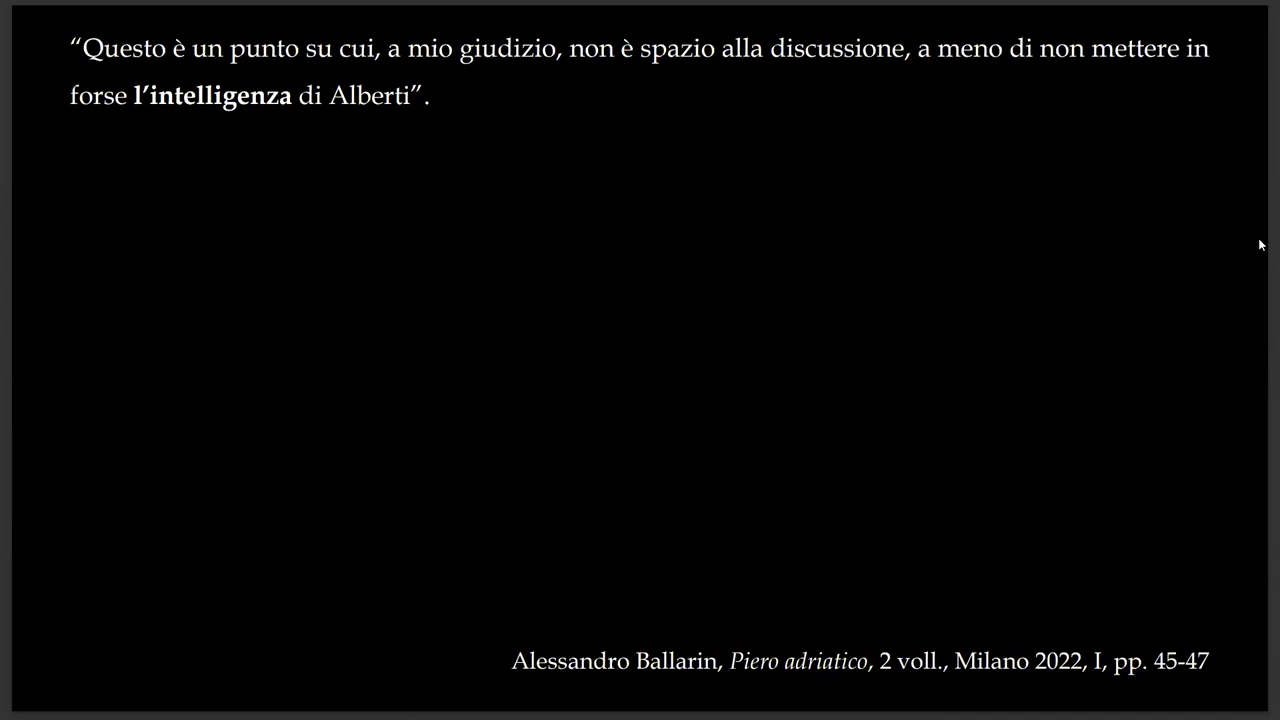 “Questo è un punto su cui, a mio giudizio, non è spazio alla discussione, a meno di non mettere in
forse l’intelligenza di Alberti”.
Alessandro Ballarin, Piero adriatico, 2 voll., Milano 2022, I, pp. 45-47